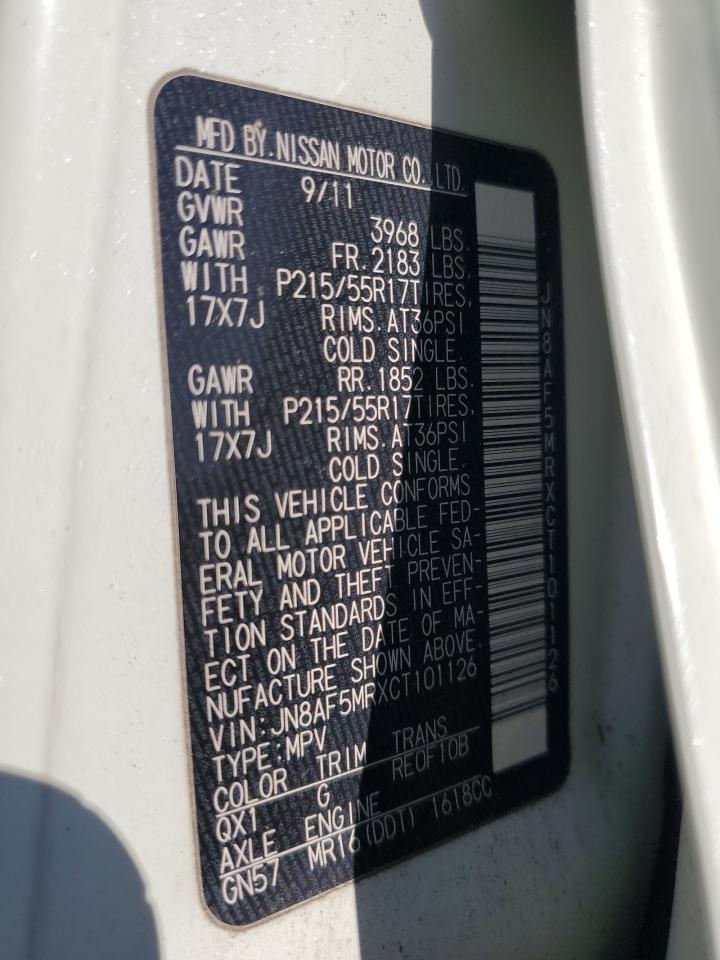 MFD BY.NISSAN MOTOR CO.,LTD.
DATE 9/11
GVWR 3968 LBS.
GAWR FR.2183 LBS.
WITH P215/55R17TIRES,
17X7J RIMS.AT36PSI
COLD SINGLE.
GAWR RR.1852 LBS.
WITH P215/55R17TIRES,
17X7J RIMS.AT36PSI
COLD SINGLE.
THIS VEHICLE CONFORMS
TO ALL APPLICABLE FED-
ERAL MOTOR VEHICLE SA-
FETY AND THEFT PREVEN-
TION STANDARDS IN EFF-
ECT ON THE DATE OF MA-
NUFACTURE SHOWN ABOVE.
VIN:JN8AF5MRXCT101126
TYPE:MPV
COLOR TRIM TRANS
QX1 G RE0F10B
AXLE ENGINE
GN57 MR16(DDT) 1618CC
JN8AF5MRXCT101126